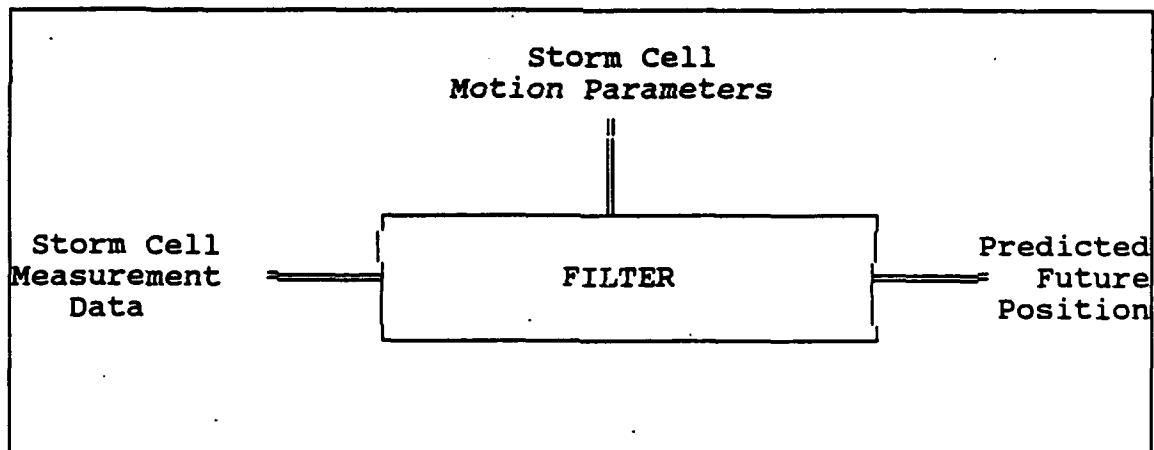 Storm Cell
Motion Parameters
Storm Cell
Measurement
Data
FILTER
Predicted
Future
Position